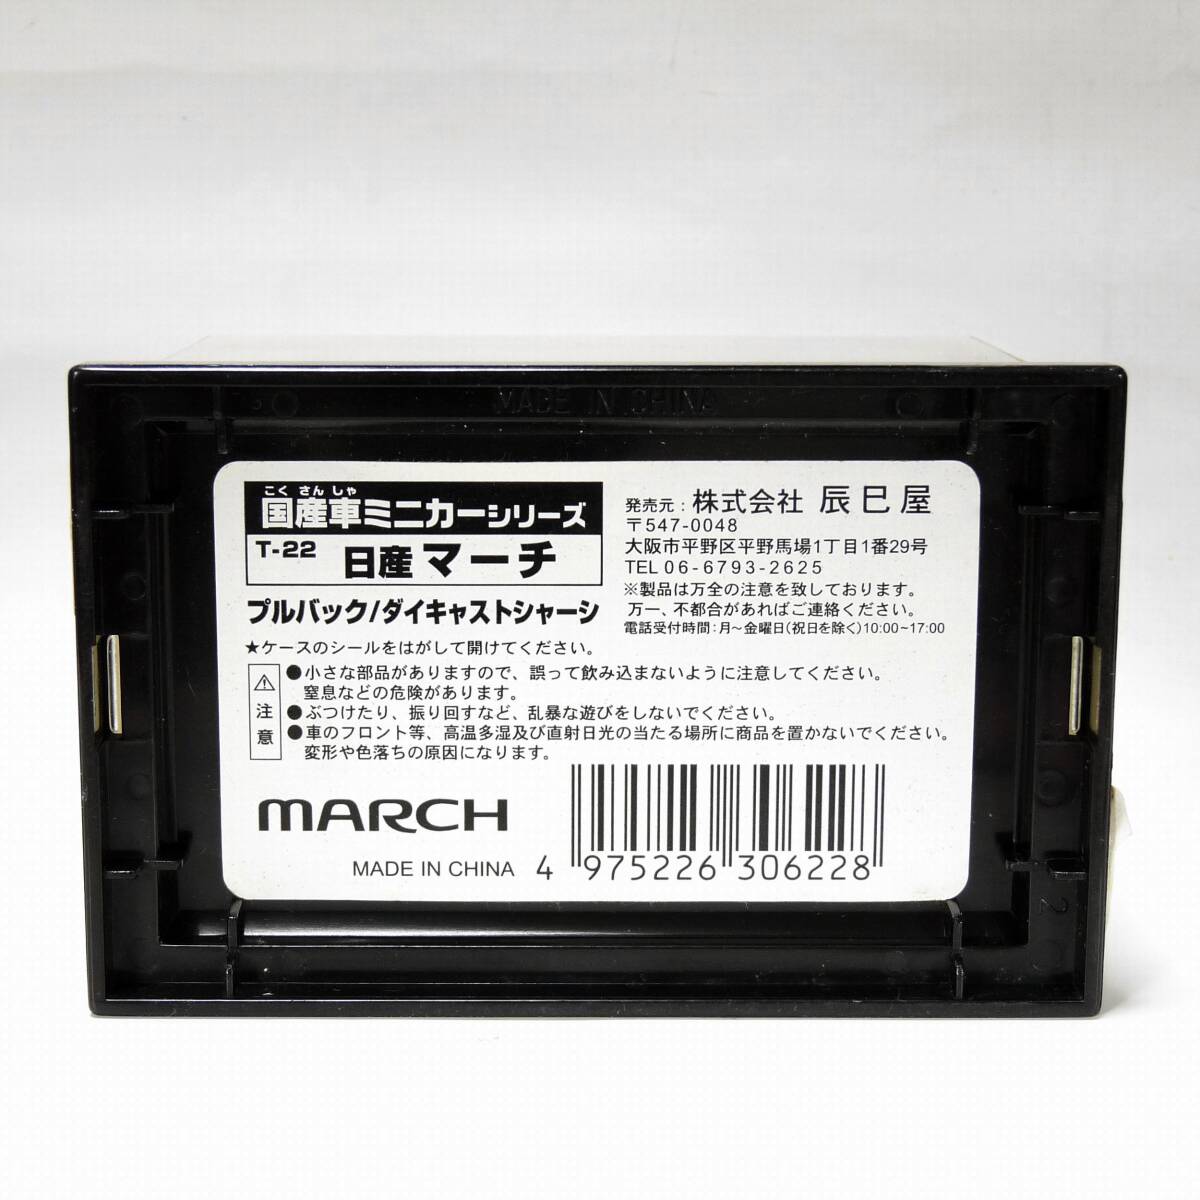 MADE IN CHINA
こく さん しゃ
国産車ミニカーシリーズ
T-22 日産 マーチ
プルバック/ダイキャストシャーシ
発売元：株式会社 辰巳屋
〒547-0048
大阪市平野区平野馬場1丁目1番29号
TEL 06-6793-2625
※製品は万全の注意を致しております。
万一、不都合があればご連絡ください。
電話受付時間：月～金曜日(祝日を除く)10:00~17:00
★ケースのシールをはがして開けてください。
⚠注意
●小さな部品がありますので、誤って飲み込まないように注意してください。
窒息などの危険があります。
●ぶつけたり、振り回すなど、乱暴な遊びをしないでください。
●車のフロント等、高温多湿及び直射日光の当たる場所に商品を置かないでください。
変形や色落ちの原因になります。
MARCH
MADE IN CHINA
4 975226 306228
2